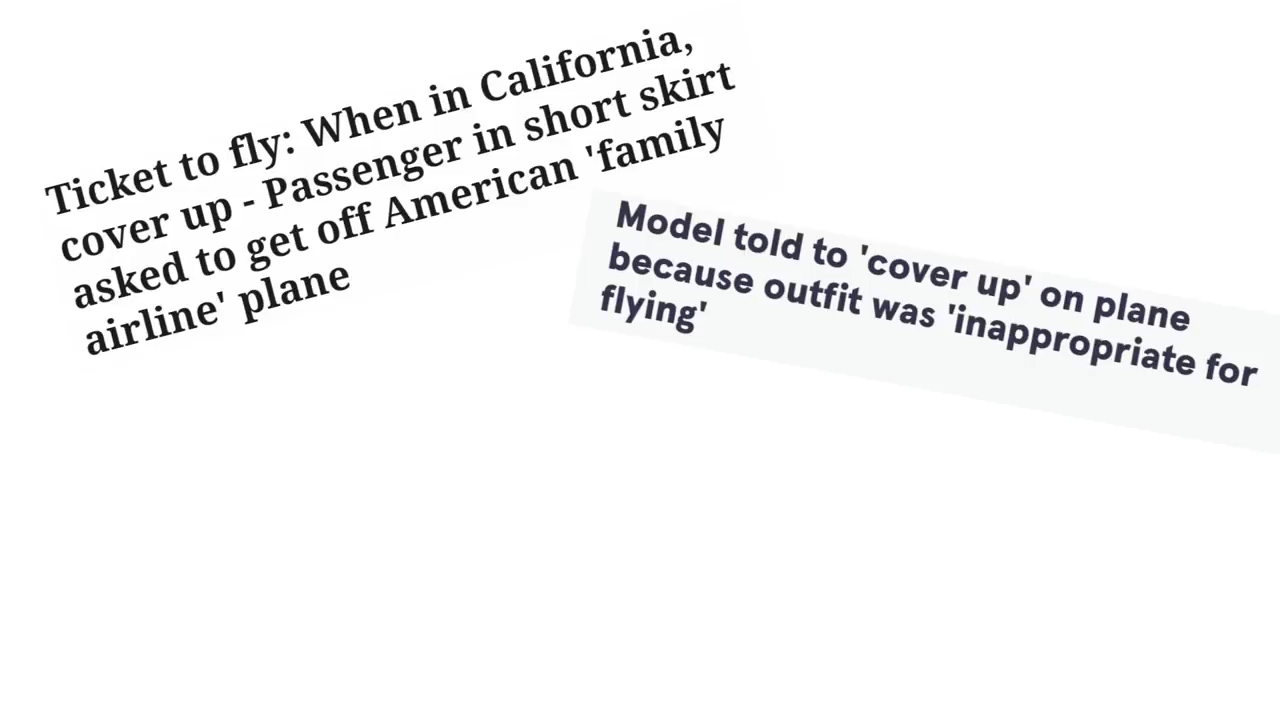 Ticket to fly: When in California,
cover up - Passenger in short skirt
asked to get off American 'family
airline' plane
Model told to 'cover up' on plane
because outfit was 'inappropriate for
flying'